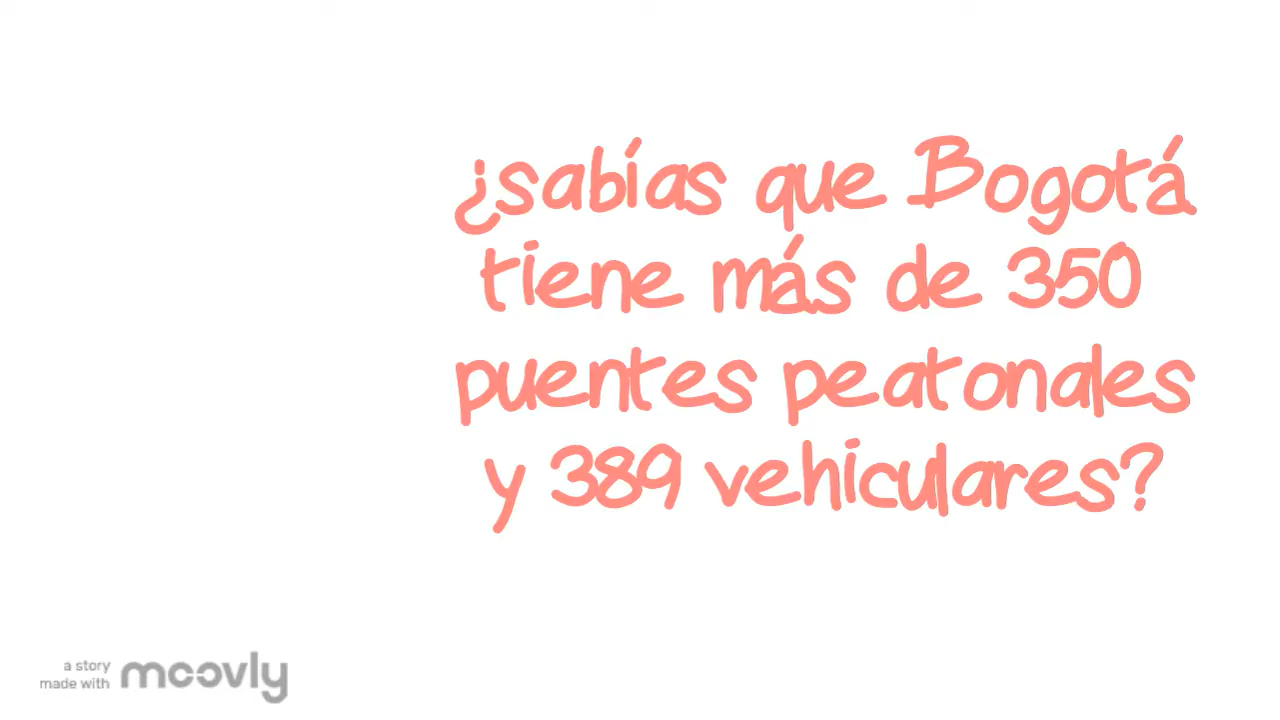 ¿sabías que Bogotá
tiene más de 350
puentes peatonales
y 389 vehiculares?
a story
made with moovly